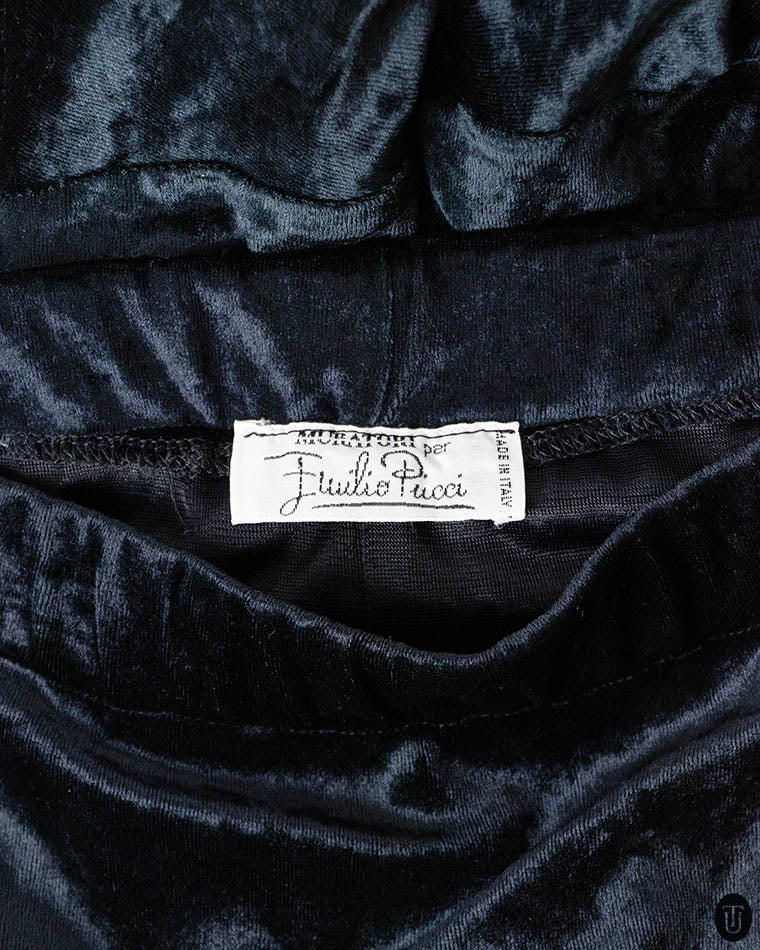 MURATORI per
Emilio Pucci
MADE IN ITALY
U